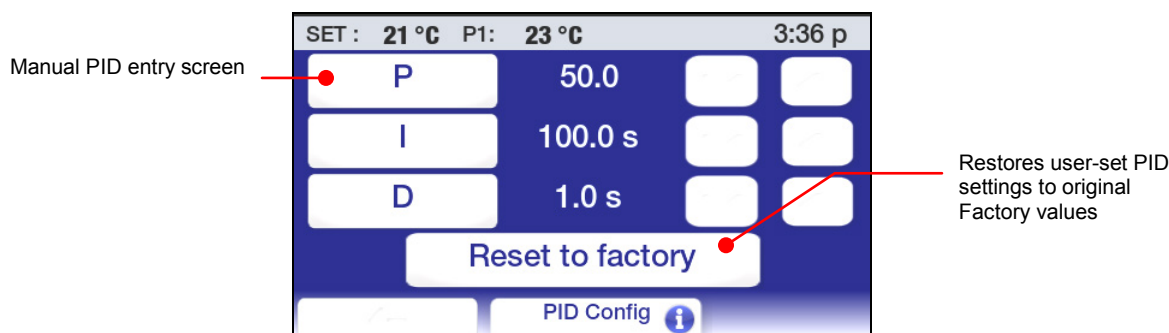 SET : 21 °C P1: 23 °C 3:36 p
Manual PID entry screen
P 50.0
I 100.0 s
D 1.0 s
Restores user-set PID
settings to original
Factory values
Reset to factory
PID Config i